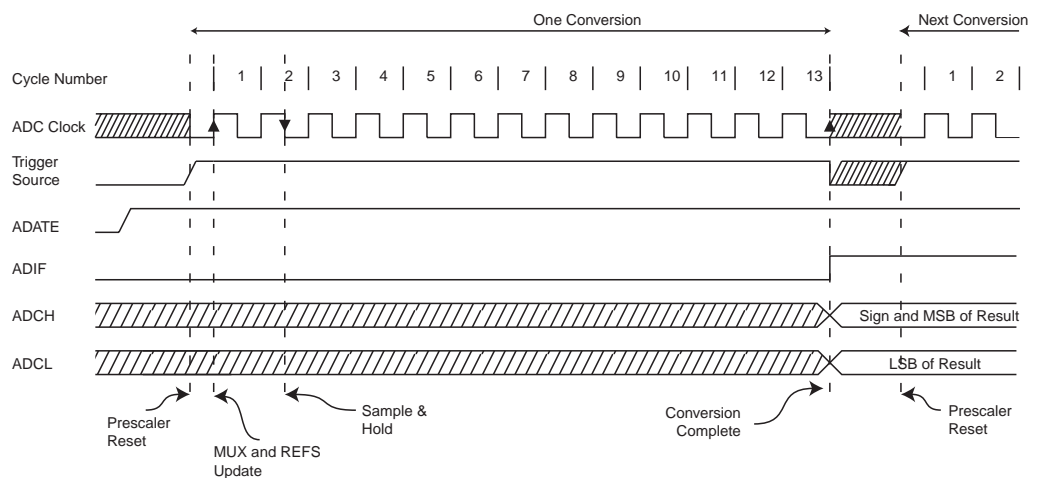 One Conversion
Next Conversion
Cycle Number
1 2 3 4 5 6 7 8 9 10 11 12 13 1 2
ADC Clock
Trigger
Source
ADATE
ADIF
ADCH
Sign and MSB of Result
ADCL
LSB of Result
Prescaler
Reset
MUX and REFS
Update
Sample &
Hold
Conversion
Complete
Prescaler
Reset